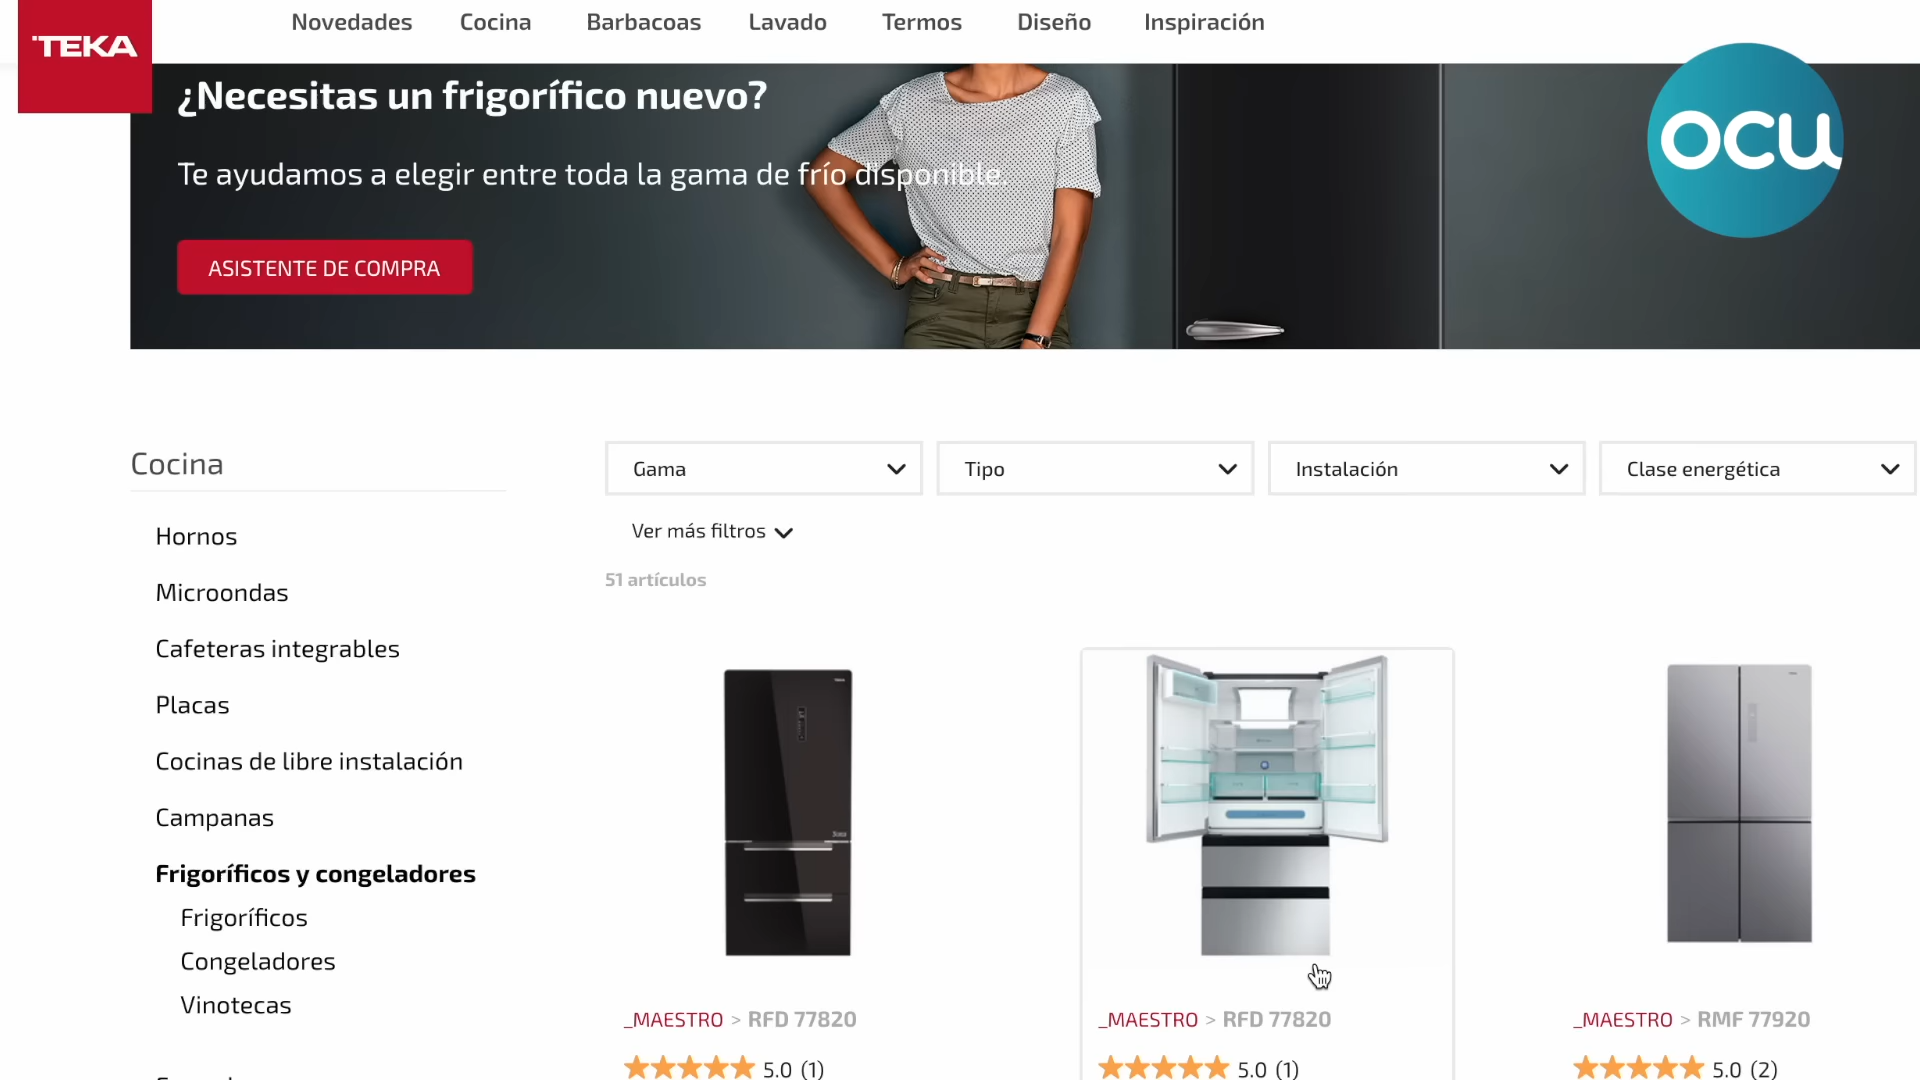 TEKA
Novedades Cocina Barbacoas Lavado Termos Diseño Inspiración
¿Necesitas un frigorífico nuevo?
Te ayudamos a elegir entre toda la gama de frío disponible.
ASISTENTE DE COMPRA
ocu
Cocina
Hornos
Microondas
Cafeteras integrables
Placas
Cocinas de libre instalación
Campanas
Frigoríficos y congeladores
Frigoríficos
Congeladores
Vinotecas
Gama Tipo Instalación Clase energética
Ver más filtros
51 artículos
_MAESTRO > RFD 77820
5.0 (1)
_MAESTRO > RFD 77820
5.0 (1)
_MAESTRO > RMF 77920
5.0 (2)